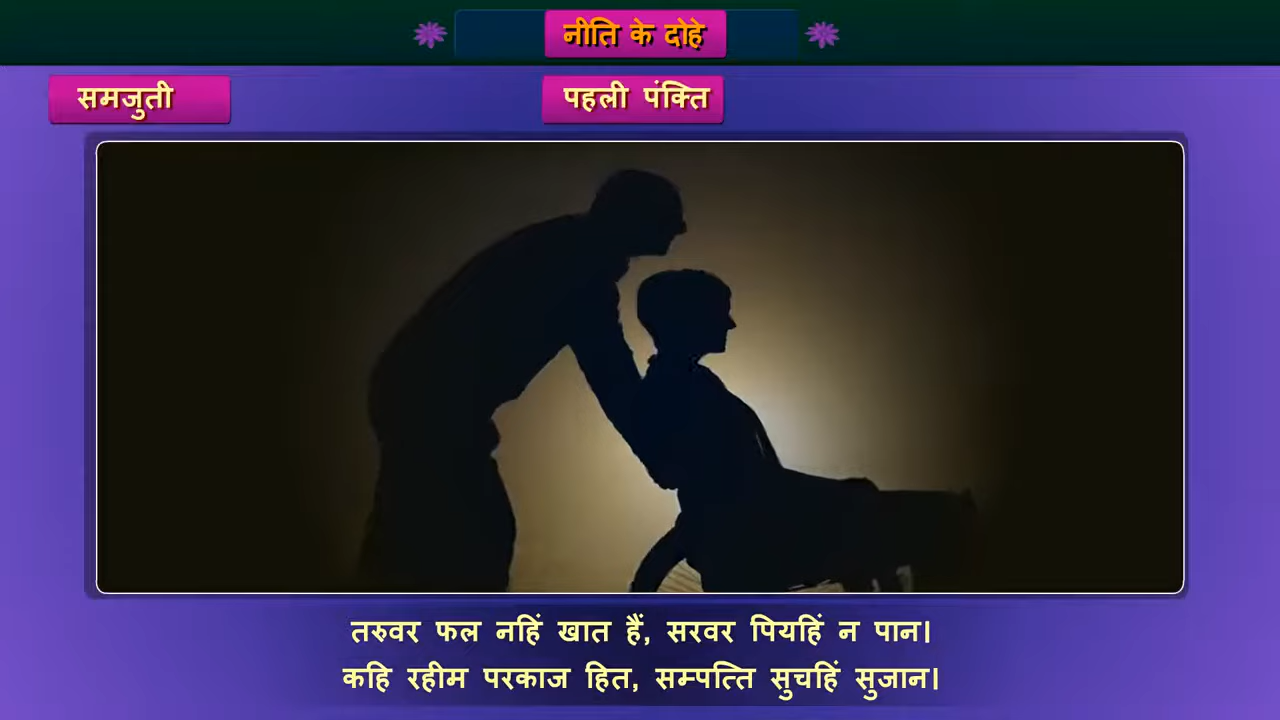 नीति के दोहे
समजुती
पहली पंक्ति
तरुवर फल नहिं खात हैं, सरवर पियहिं न पान।
कहि रहीम परकाज हित, सम्पत्ति सुचहिं सुजान।